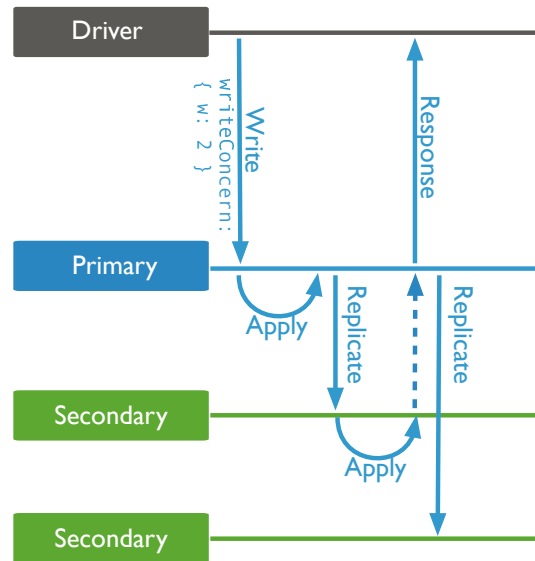 Driver
Write
writeConcern:
{ w: 2 }
Response
Primary
Apply
Replicate
Replicate
Secondary
Apply
Secondary